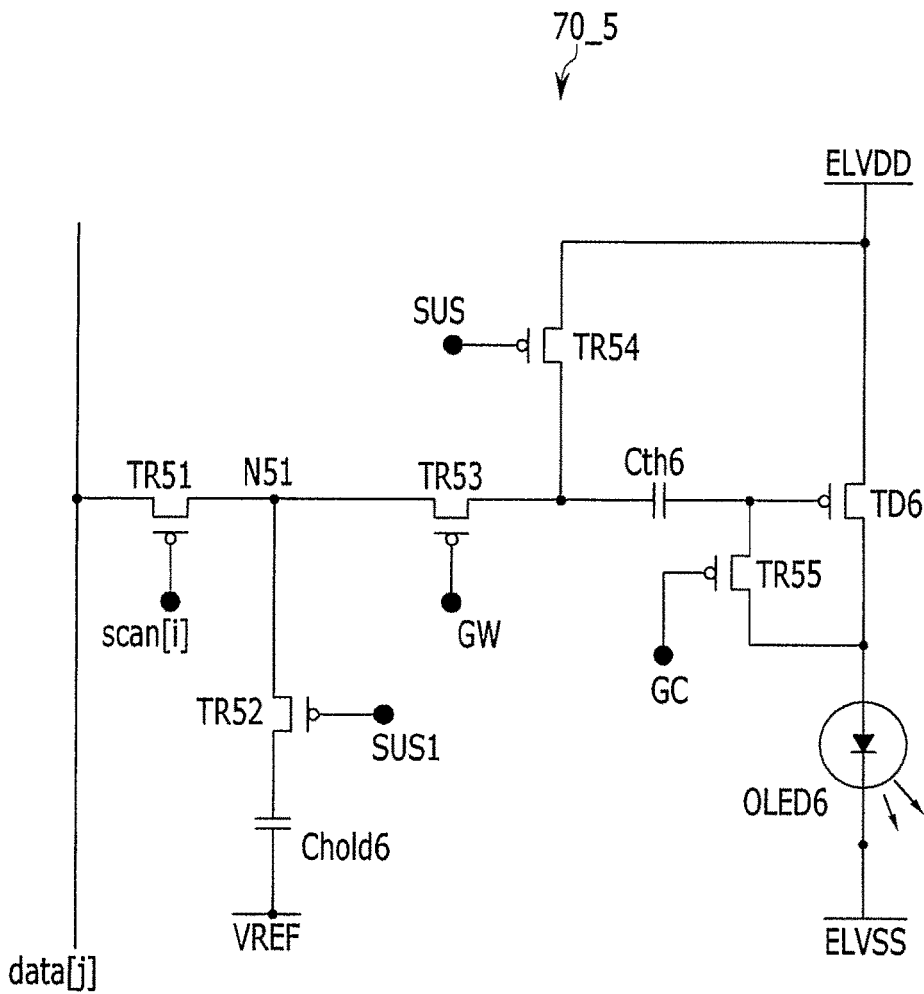 70_5
ELVDD
SUS
TR54
TR51
N51
TR53
Cth6
TD6
TR55
scan[i]
GW
GC
TR52
SUS1
OLED6
Chold6
VREF
ELVSS
data[j]